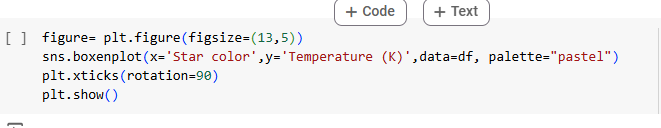 + Code + Text
[ ] figure= plt.figure(figsize=(13,5))
sns.boxenplot(x='Star color',y='Temperature (K)',data=df, palette="pastel")
plt.xticks(rotation=90)
plt.show()